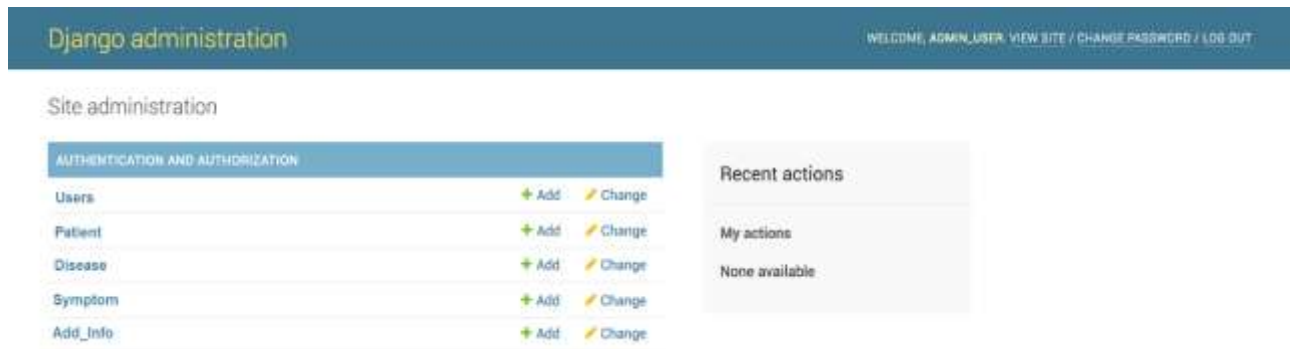 Django administration
WELCOME, ADMIN_USER. VIEW SITE / CHANGE PASSWORD / LOG OUT
Site administration
AUTHENTICATION AND AUTHORIZATION
Users + Add Change
Patient + Add Change
Disease + Add Change
Symptom + Add Change
Add_Info + Add Change
Recent actions
My actions
None available